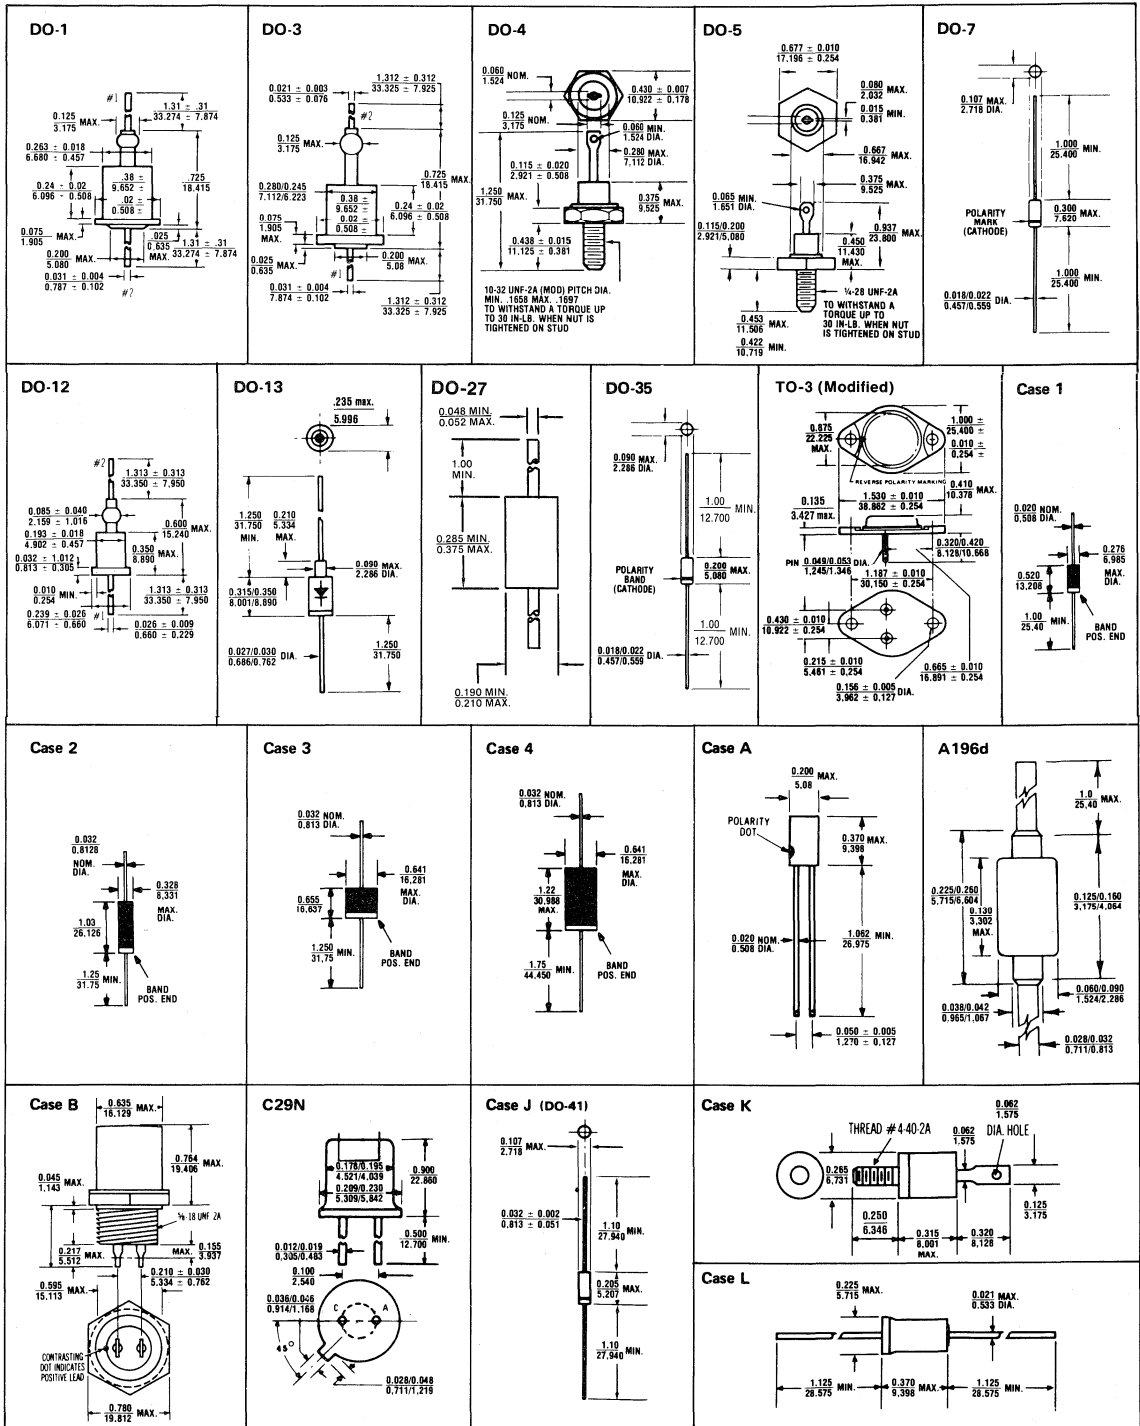 DO-1
#1
1.31 ± .31
33.274 ± 7.874
0.125
3.175 MAX.
0.263 ± 0.018
6.680 ± 0.457
.38 ±
9.652 ±
.725
18.415
0.24 ± 0.02
6.096 ± 0.508
.02 ±
0.508 ±
0.075
1.905 MAX.
.025
0.635
1.31 ± .31
33.274 ± 7.874
0.200
5.080 MAX.
0.031 ± 0.004
0.787 ± 0.102
#2
DO-3
0.021 ± 0.003
0.533 ± 0.076
1.312 ± 0.312
33.325 ± 7.925
#2
0.125
3.175 MAX.
0.725
18.415 MAX.
0.280/0.245
7.112/6.223
0.38 ±
9.652 ±
0.24 ± 0.02
6.096 ± 0.508
0.02 ±
0.508 ±
0.075
1.905
MAX.
0.025
0.635 MAX.
0.200
5.08 MAX.
#1
0.031 ± 0.004
7.874 ± 0.102
1.312 ± 0.312
33.325 ± 7.925
DO-4
0.060
1.524 NOM.
0.430 ± 0.007
10.922 ± 0,178
0.125
3,175 NOM.
0.060 MIN.
1.524 DIA.
0.280 MAX.
7.112 DIA.
0.115 ± 0.020
2.921 ± 0.508
1.250
31.750 MAX.
0.375
9,525 MAX.
0.438 ± 0.015
11.125 ± 0.381
10-32 UNF-2A (MOD) PITCH DIA.
MIN. .1658 MAX. .1697
TO WITHSTAND A TORQUE UP
TO 30 IN-LB. WHEN NUT IS
TIGHTENED ON STUD
DO-5
0.677 ± 0.010
17.196 ± 0.254
0.080
2.032 MAX.
0.015
0.381 MIN.
0.667
16.942 MAX.
0.375
9.525 MAX.
0.065 MIN.
1.651 DIA.
0.115/0.200
2.921/5,080
0.937
23.800 MAX.
0.450
11.430
MAX.
¼-28 UNF-2A
TO WITHSTAND A
TORQUE UP TO
30 IN-LB. WHEN NUT
IS TIGHTENED ON STUD
0.453
11.506 MAX.
0.422
10.719 MIN.
DO-7
0.107 MAX.
2.718 DIA.
1.000
25.400 MIN.
POLARITY
MARK
(CATHODE)
0.300
7.620 MAX.
1.000
25.400 MIN.
0.018/0.022
0.457/0.559 DIA.
DO-12
#2
1.313 ± 0.313
33.350 ± 7,950
0.085 ± 0.040
2.159 ± 1,016
0.600
15.240 MAX.
0.193 ± 0.018
4.902 ± 0.457
0.350
8.890 MAX.
0.032 ± 1.012
0.813 ± 0.305
0.010
0.254 MIN.
1.313 ± 0.313
33.350 ± 7.950
#1
0.239 ± 0.026
6.071 ± 0.660
0.026 ± 0.009
0.660 ± 0.229
DO-13
.235 max.
5.996
1.250
31.750
MIN.
0.210
5.334
MAX.
0.090 MAX.
2.286 DIA.
0.315/0.350
8.001/8.890
0.027/0.030
0.686/0.762 DIA.
1.250
31.750
DO-27
0.048 MIN.
0.052 MAX.
1.00
MIN.
0.285 MIN.
0.375 MAX.
0.190 MIN.
0.210 MAX.
DO-35
0.090 MAX.
2.286 DIA.
1.00
12.700 MIN.
POLARITY
BAND
(CATHODE)
0.200
5.080 MAX.
1.00
12.700 MIN.
0.018/0.022
0.457/0.559 DIA.
TO-3 (Modified)
0.875
22.225
MAX.
1.000 ±
25.400 ±
0.010 ±
0.254 ±
REVERSE POLARITY MARKING
0.410
10.378 MAX.
0.135
3.427 max.
1.530 ± 0.010
38.862 ± 0.254
PIN 0.049/0.053 DIA.
1,245/1.346
0.320/0.420
8.128/10.668
1.187 ± 0.010
30,150 ± 0.254
0.430 ± 0.010
10.922 ± 0.254
0.215 ± 0.010
5.461 ± 0,254
0.665 ± 0.010
16.891 ± 0.254
0.156 ± 0.005
3.962 ± 0,127 DIA.
Case 1
0.020 NOM.
0,508 DIA.
0.276
6,985
MAX.
DIA.
0.520
13.208
1.00
25,40 MIN.
BAND
POS. END
Case 2
0.032
0,8128
NOM.
DIA.
0.328
8,331
MAX.
DIA.
1.03
26,126
1.25
31.75 MIN.
BAND
POS. END
Case 3
0.032 NOM.
0,813 DIA.
0.641
16,281
MAX.
DIA.
0.655
16,637
1.250
31,75 MIN.
BAND
POS. END
Case 4
0.032 NOM.
0,813 DIA.
0.641
16,281
MAX.
DIA.
1.22
30,988
MAX.
1.75
44.450 MIN.
BAND
POS. END
Case A
0.200
5.08 MAX.
POLARITY
DOT
0.370
9,398 MAX.
0.020 NOM.
0.508 DIA.
1.062
26.975 MIN.
0.050 ± 0.005
1,270 ± 0.127
A196d
1.0
25,40 MAX.
0.225/0.260
5,715/6,604
0.130
3,302
MAX.
0.125/0.160
3,175/4,064
0.060/0.090
1,524/2,286
0.038/0.042
0,965/1,067
0.028/0.032
0,711/0,813
Case B
0.635
16.129 MAX.
0.764
19.406 MAX.
0.045
1,143 MAX.
⅝-18 UNF 2A
0.217
5.512 MAX.
0.155
MAX. 3.937
0.210 ± 0.030
5.334 ± 0.762
0.595
15.113 MAX.
CONTRASTING
DOT INDICATES
POSITIVE LEAD
0.780
19.812 MAX.
C29N
0.178/0.195
4.521/4,039
0.209/0.230
5.309/5,842
0.900
22.860
0.500
12.700 MIN.
0.012/0.019
0,305/0.483
0.100
2,540
0.036/0.046
0,914/1,168
C A
45°
0.028/0.048
0,711/1,219
Case J (DO-41)
0.107
2,718 MAX.
0.032 ± 0.002
0.813 ± 0.051
1.10
27,940 MIN.
0.205
5,207 MAX.
1.10
27,940 MIN.
Case K
THREAD #4-40-2A
0.062
1,575
0.062
1,575
DIA. HOLE
0.265
6,731
0.250
6.346
0.315
8,001
MAX.
0.320
8,128
0.125
3.175
Case L
0.225
5.715 MAX.
0.021 MAX.
0.533 DIA.
1.125
28.575 MIN.
0.370
9,398 MAX.
1.125
28.575 MIN.